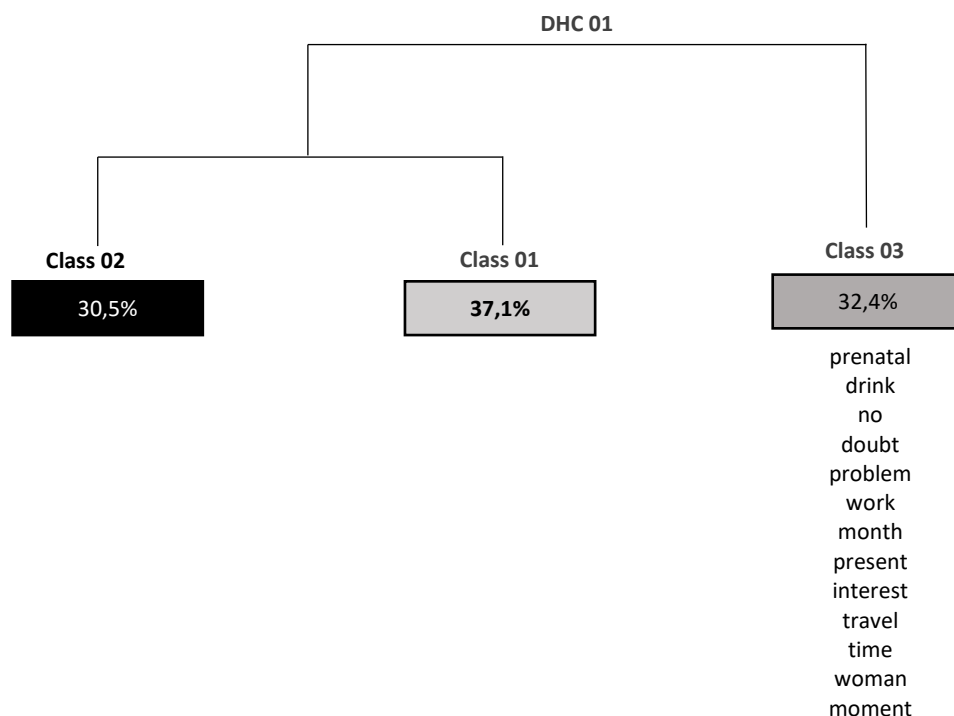 DHC 01
Class 02
Class 01
Class 03
30,5%
37,1%
32,4%
prenatal
drink
no
doubt
problem
work
month
present
interest
travel
time
woman
moment